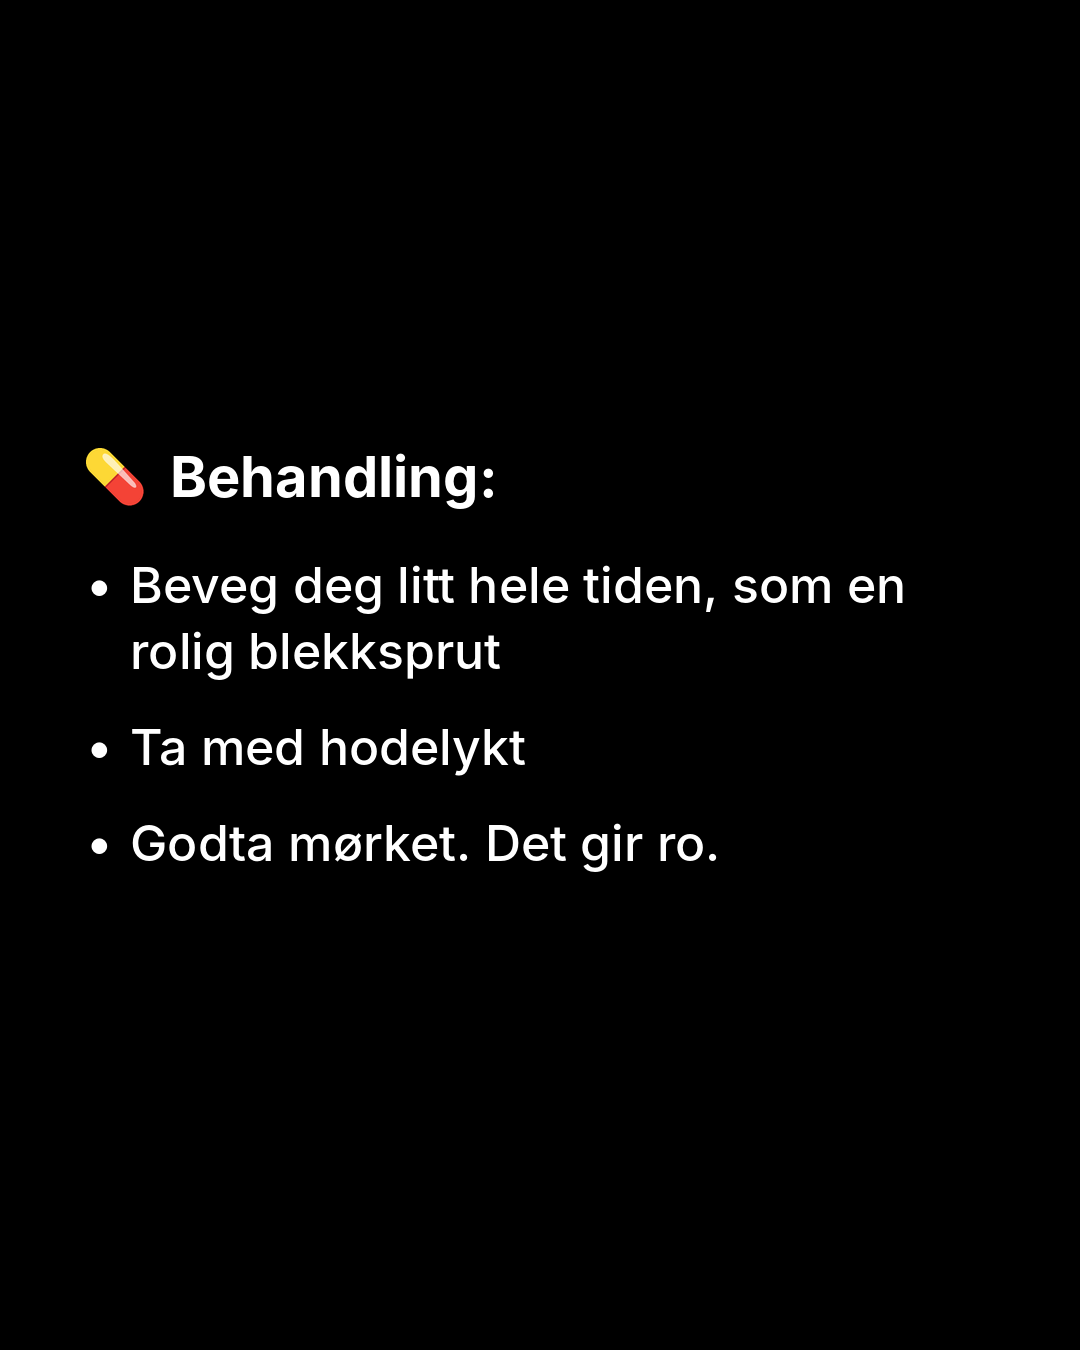 💊 Behandling:
• Beveg deg litt hele tiden, som en
rolig blekksprut
• Ta med hodelykt
• Godta mørket. Det gir ro.